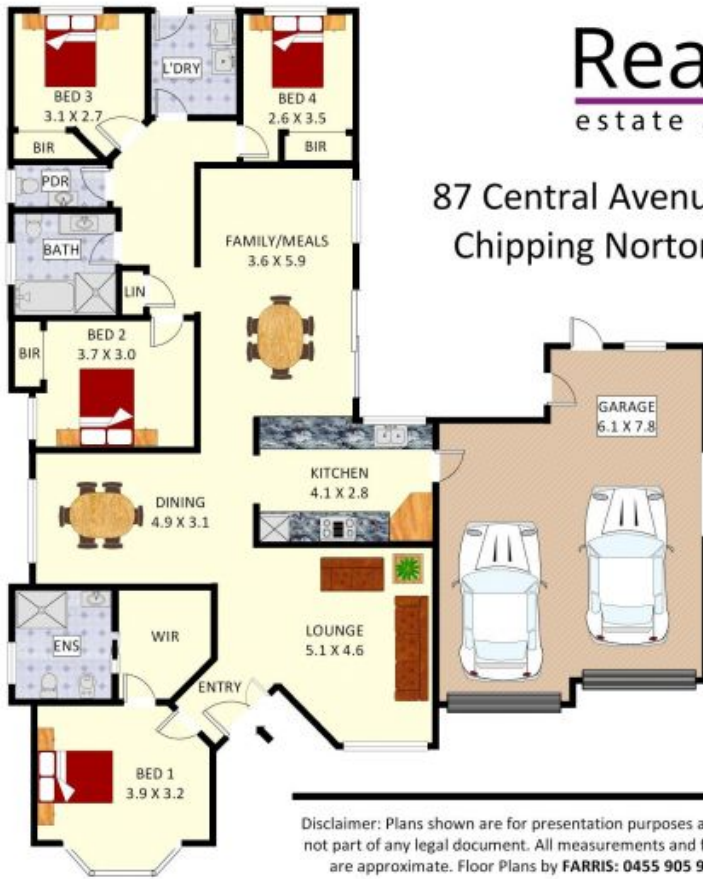 Rea
estate
87 Central Avenu
Chipping Norton
BED 3
3.1 X 2.7
BIR
L'DRY
BED 4
2.6 X 3.5
BIR
PDR
BATH
LIN
FAMILY/MEALS
3.6 X 5.9
BIR
BED 2
3.7 X 3.0
GARAGE
6.1 X 7.8
KITCHEN
4.1 X 2.8
DINING
4.9 X 3.1
LOUNGE
5.1 X 4.6
ENS
WIR
ENTRY
BED 1
3.9 X 3.2
Disclaimer: Plans shown are for presentation purposes a
not part of any legal document. All measurements and f
are approximate. Floor Plans by FARRIS: 0455 905 9